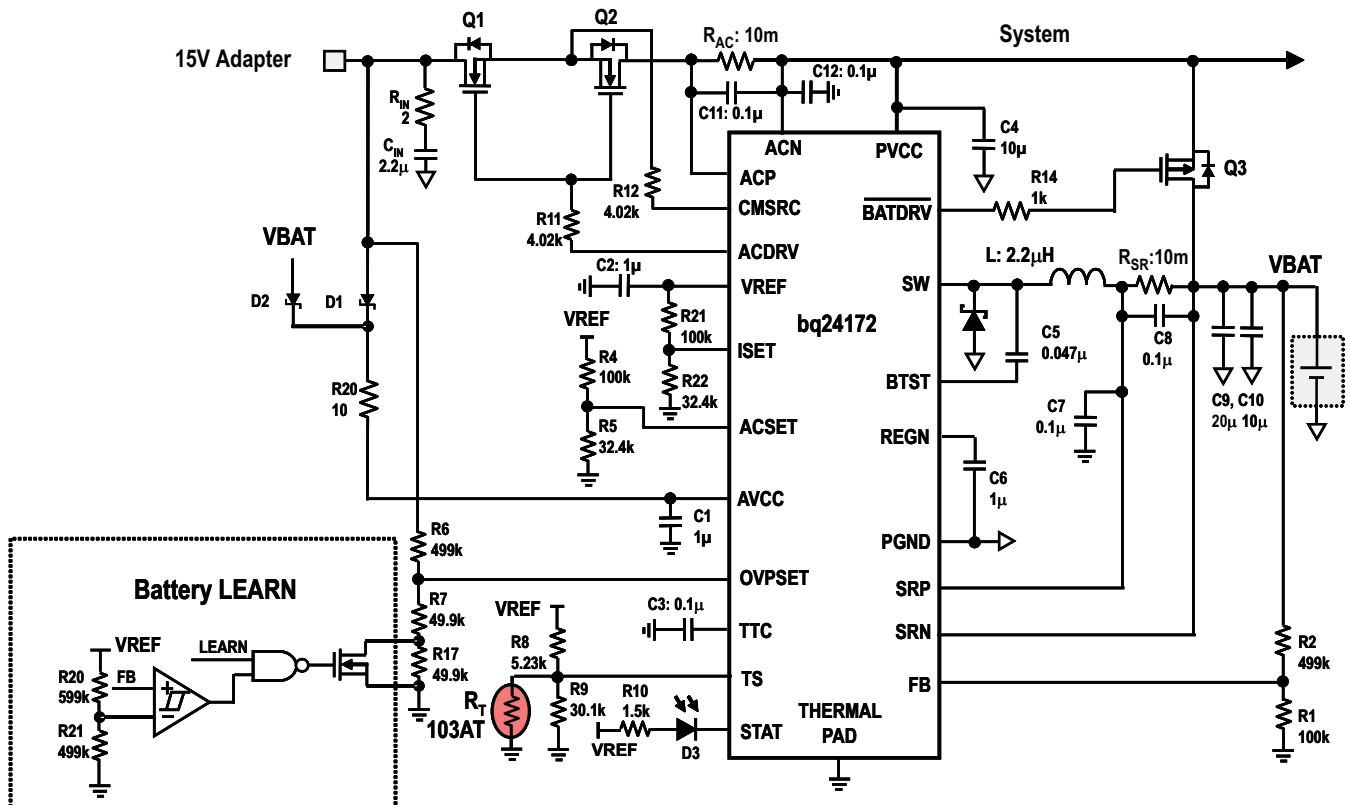 Q1
Q2
15V Adapter
R_AC: 10m
System
R_IN
2
C_IN
2.2µ
C11: 0.1µ
C12: 0.1µ
ACN
PVCC
C4
10µ
ACP
R12
4.02k
CMSRC
R11
4.02k
ACDRV
BATDRV
R14
1k
Q3
VBAT
D2
D1
C2: 1µ
VREF
VREF
R21
100k
R4
100k
ISET
R22
32.4k
R5
32.4k
ACSET
bq24172
SW
L: 2.2µH
R_SR:10m
VBAT
C5
0.047µ
C8
0.1µ
BTST
C7
0.1µ
C9, C10
20µ 10µ
REGN
C6
1µ
R20
10
AVCC
C1
1µ
R6
499k
PGND
OVPSET
SRP
R7
49.9k
C3: 0.1µ
TTC
SRN
R17
49.9k
VREF
R8
5.23k
TS
R2
499k
FB
R_T
103AT
R9
30.1k
R10
1.5k
VREF
D3
STAT
THERMAL
PAD
R1
100k
Battery LEARN
VREF
LEARN
R20
599k
FB
R21
499k